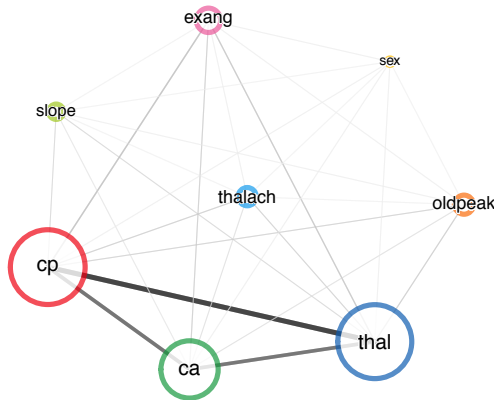 exang
sex
slope
thalach
oldpeak
cp
thal
ca